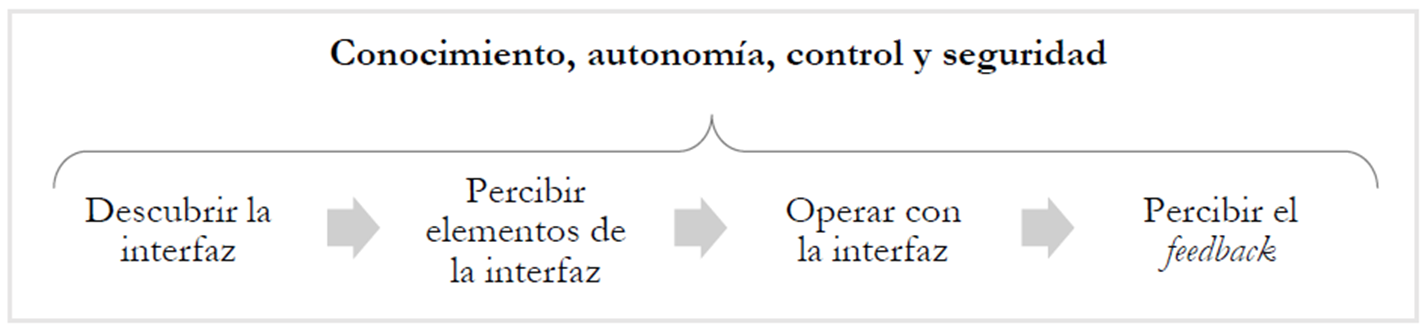 Conocimiento, autonomía, control y seguridad
Descubrir la
interfaz
Percibir
elementos de
la interfaz
Operar con
la interfaz
Percibir el
feedback